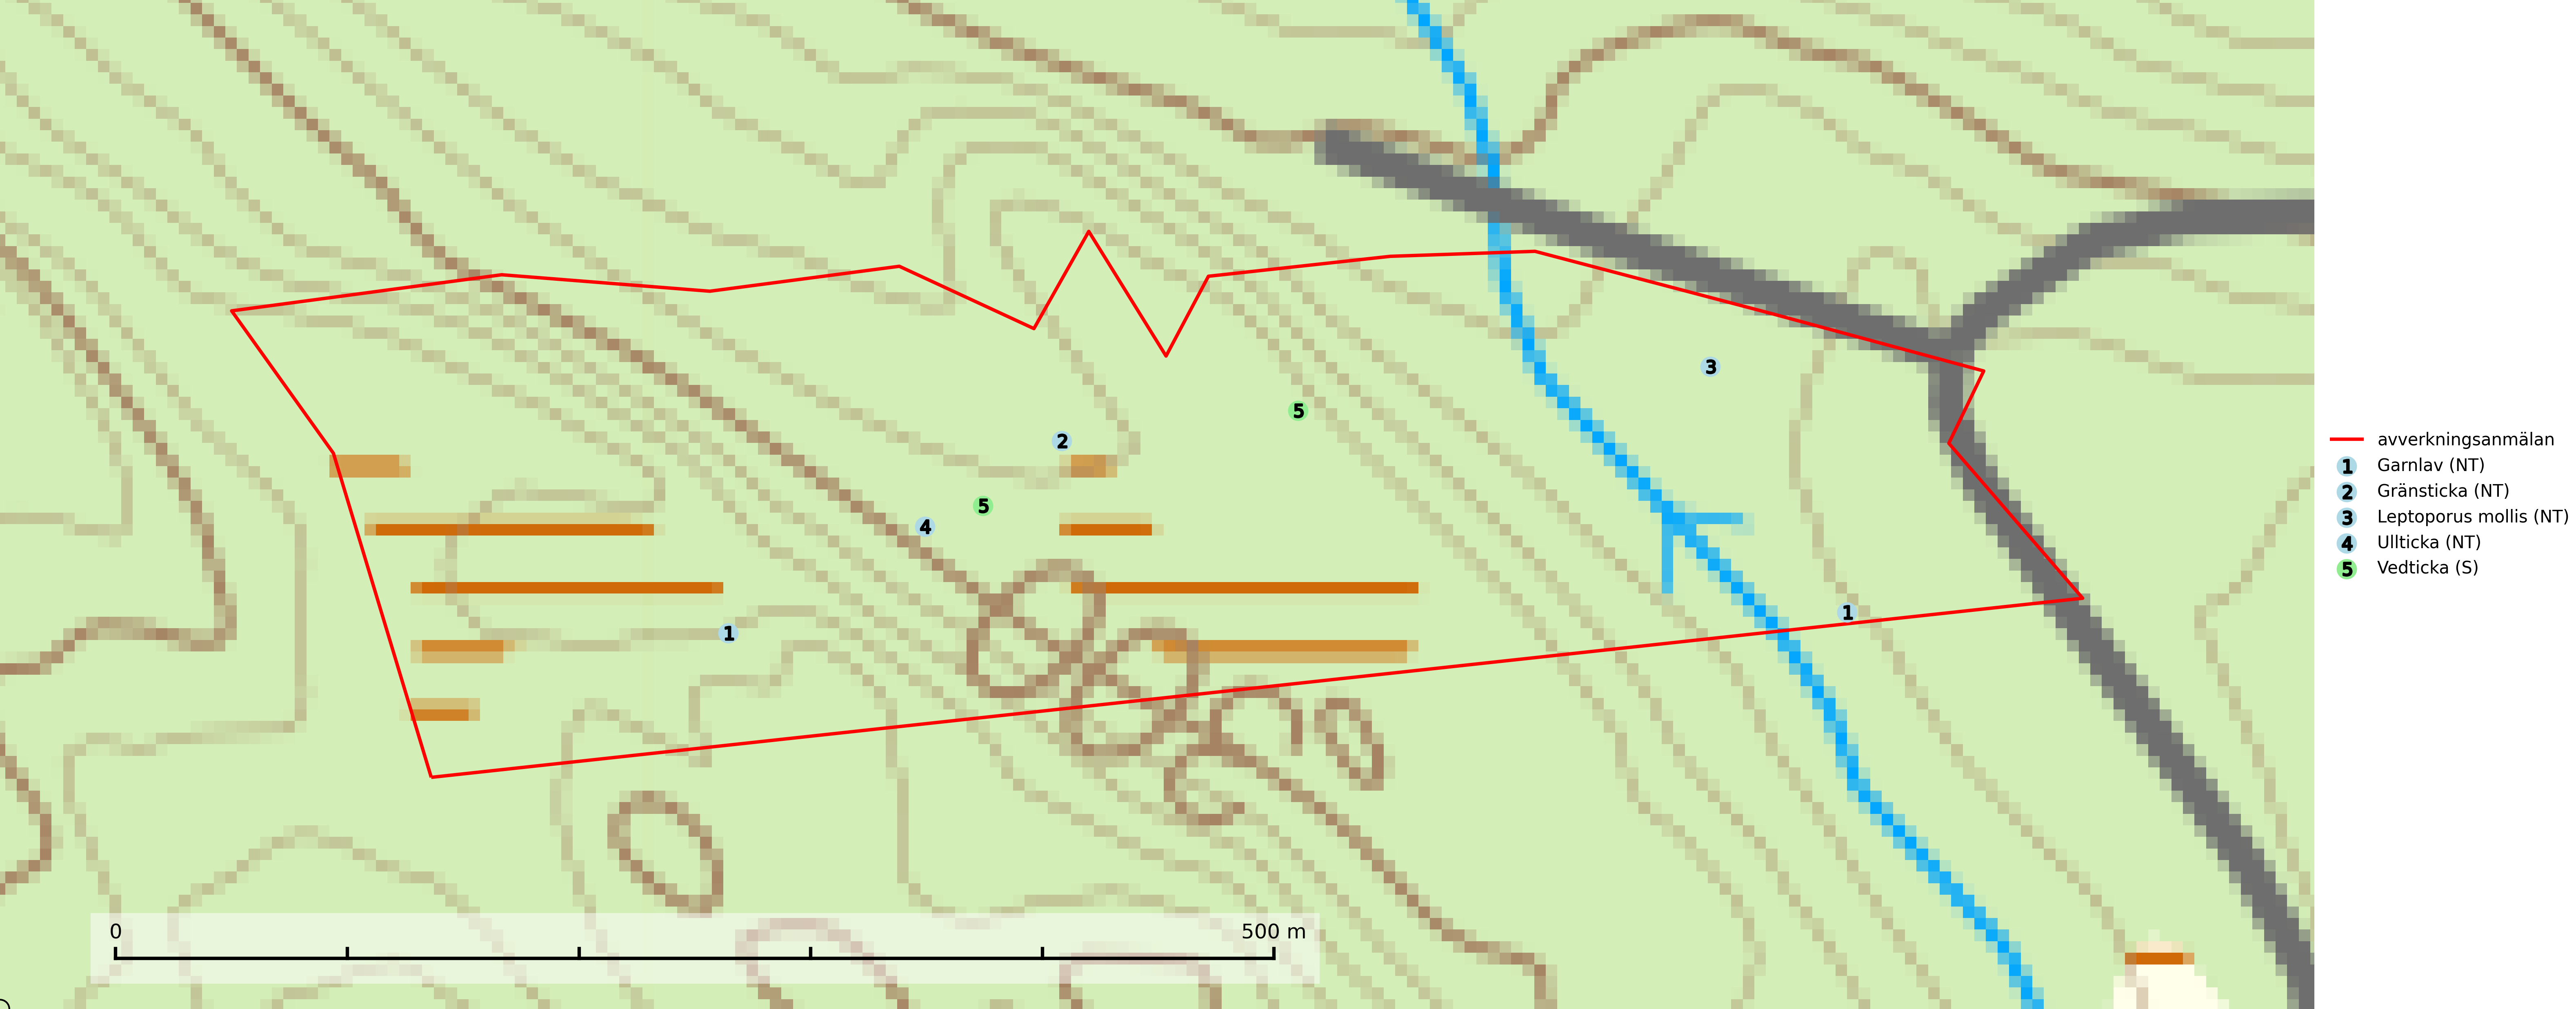 3
5
2
5
4
1
1
0
500 m
avverkningsanmälan
1 Garnlav (NT)
2 Gränsticka (NT)
3 Leptoporus mollis (NT)
4 Ullticka (NT)
5 Vedticka (S)